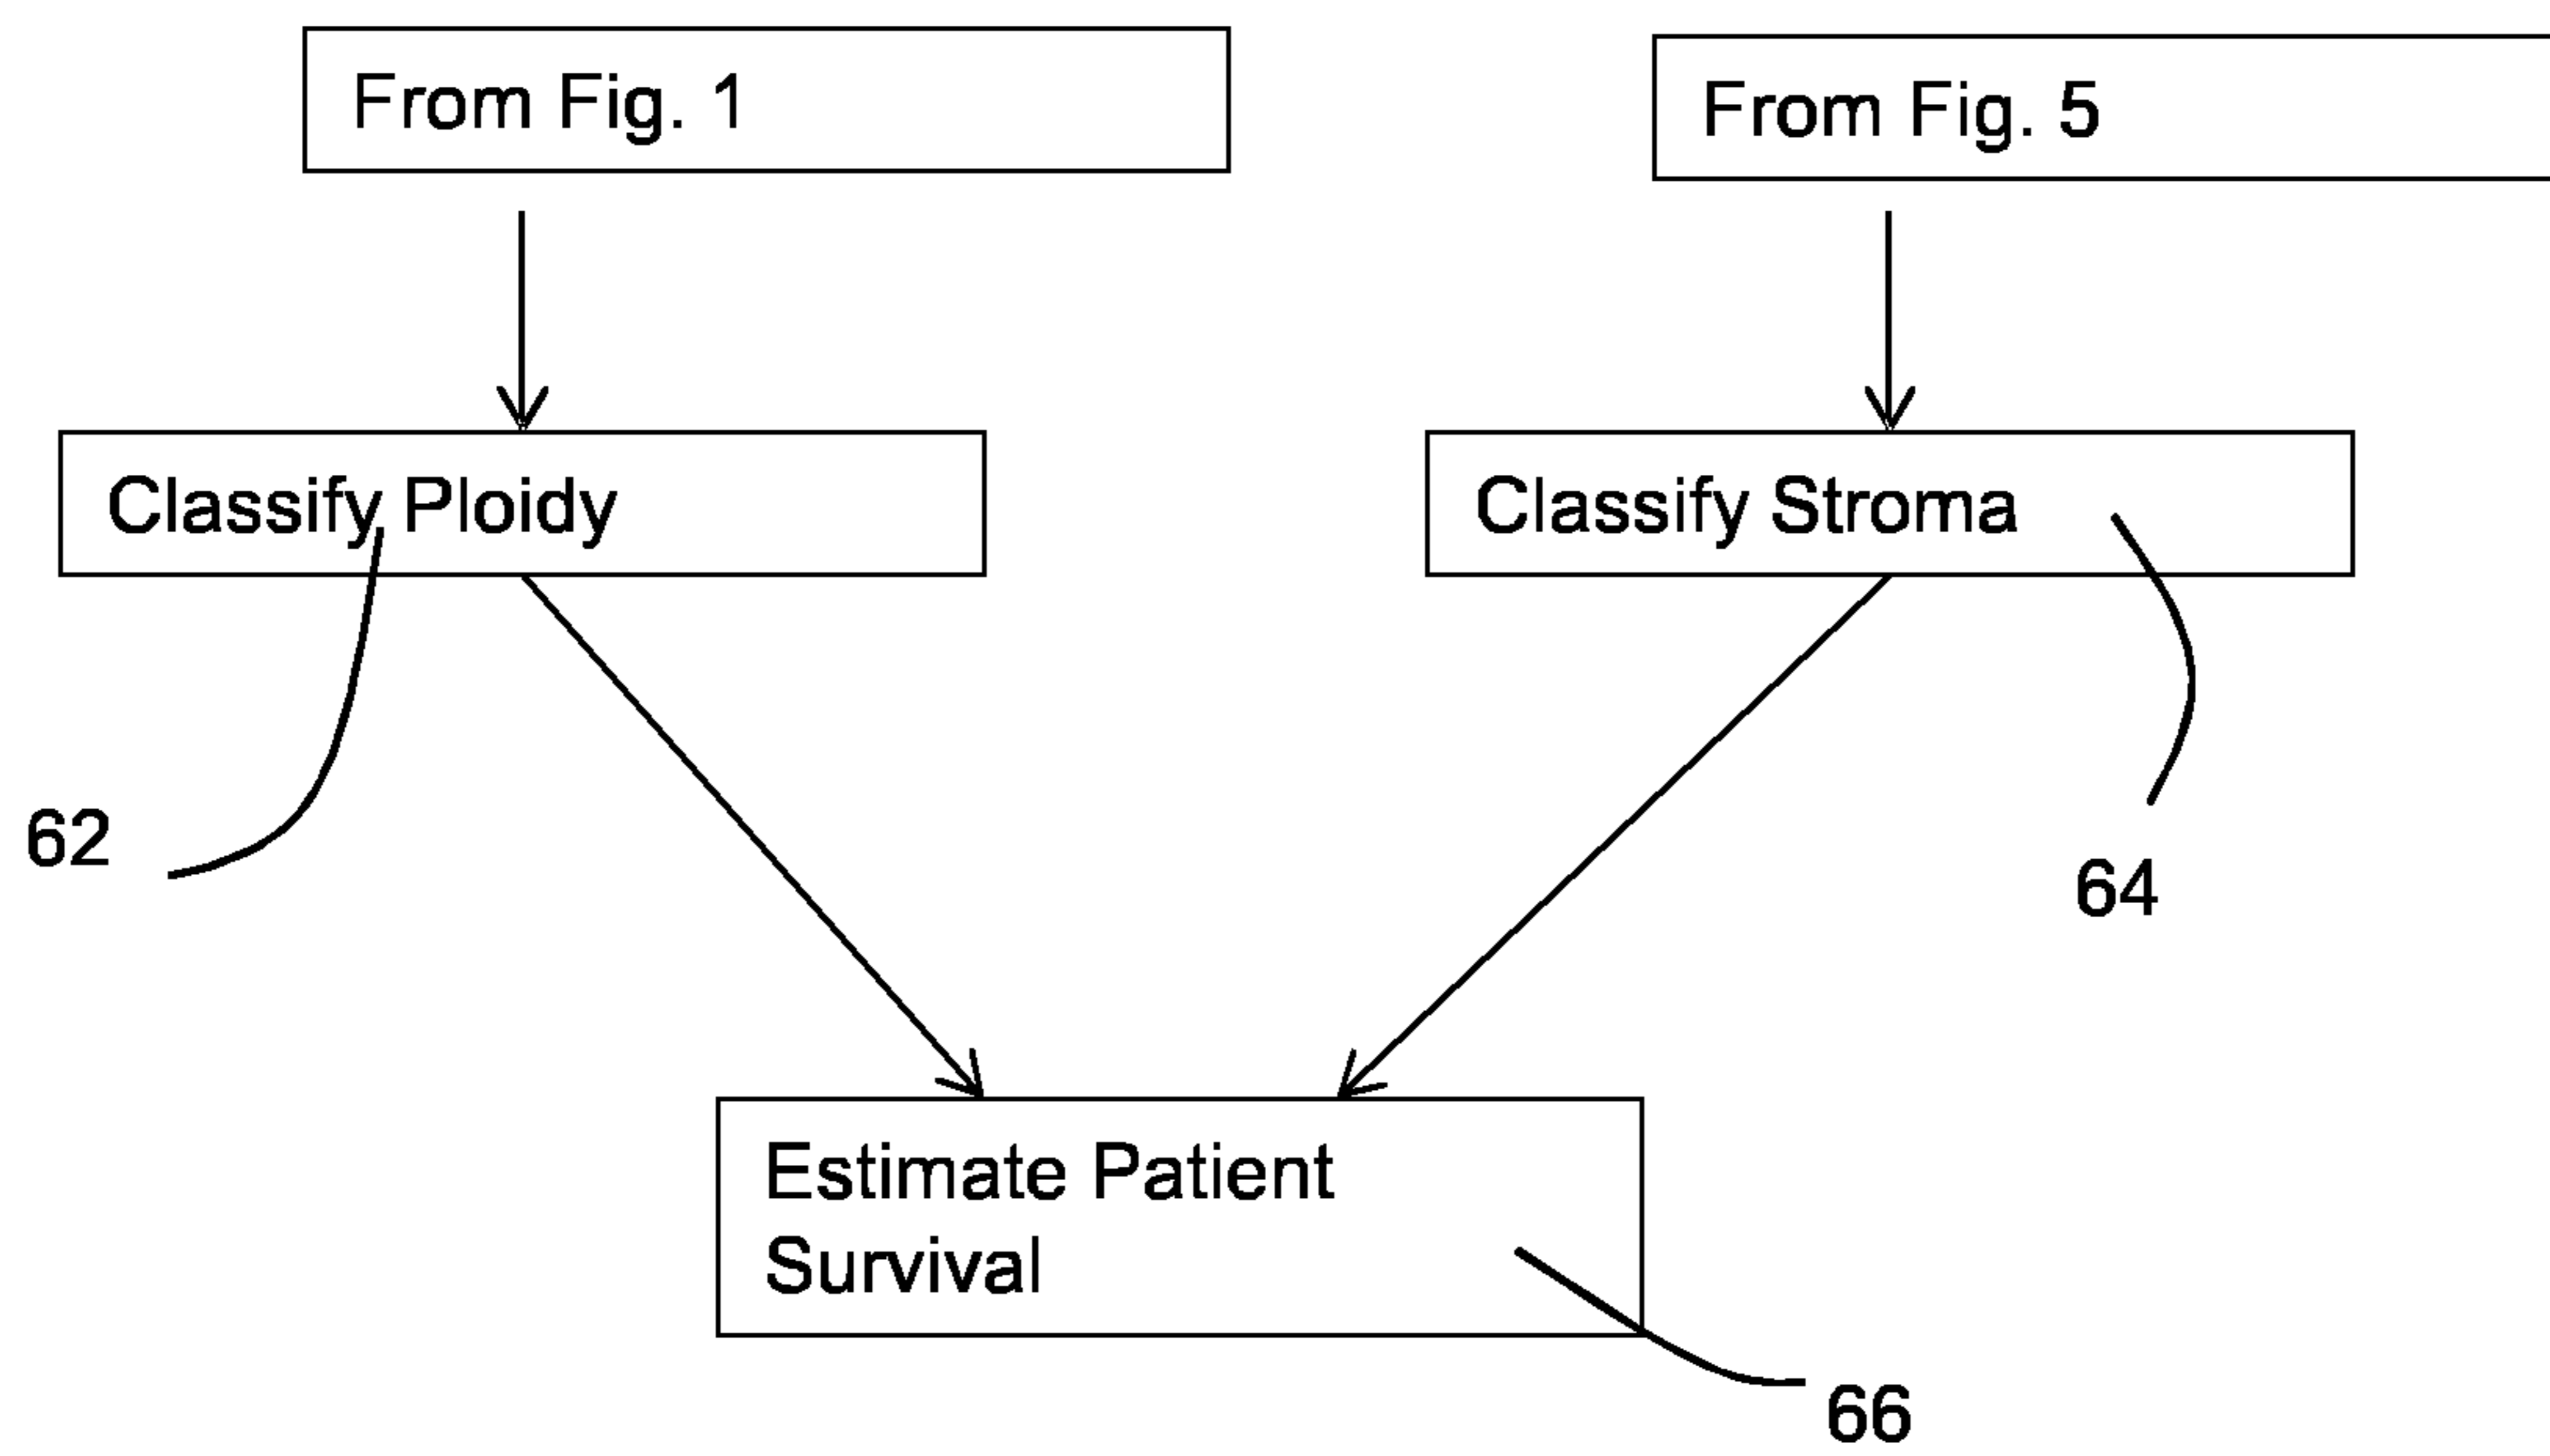 From Fig. 1
From Fig. 5
Classify Ploidy
Classify Stroma
62
64
Estimate Patient
Survival
66